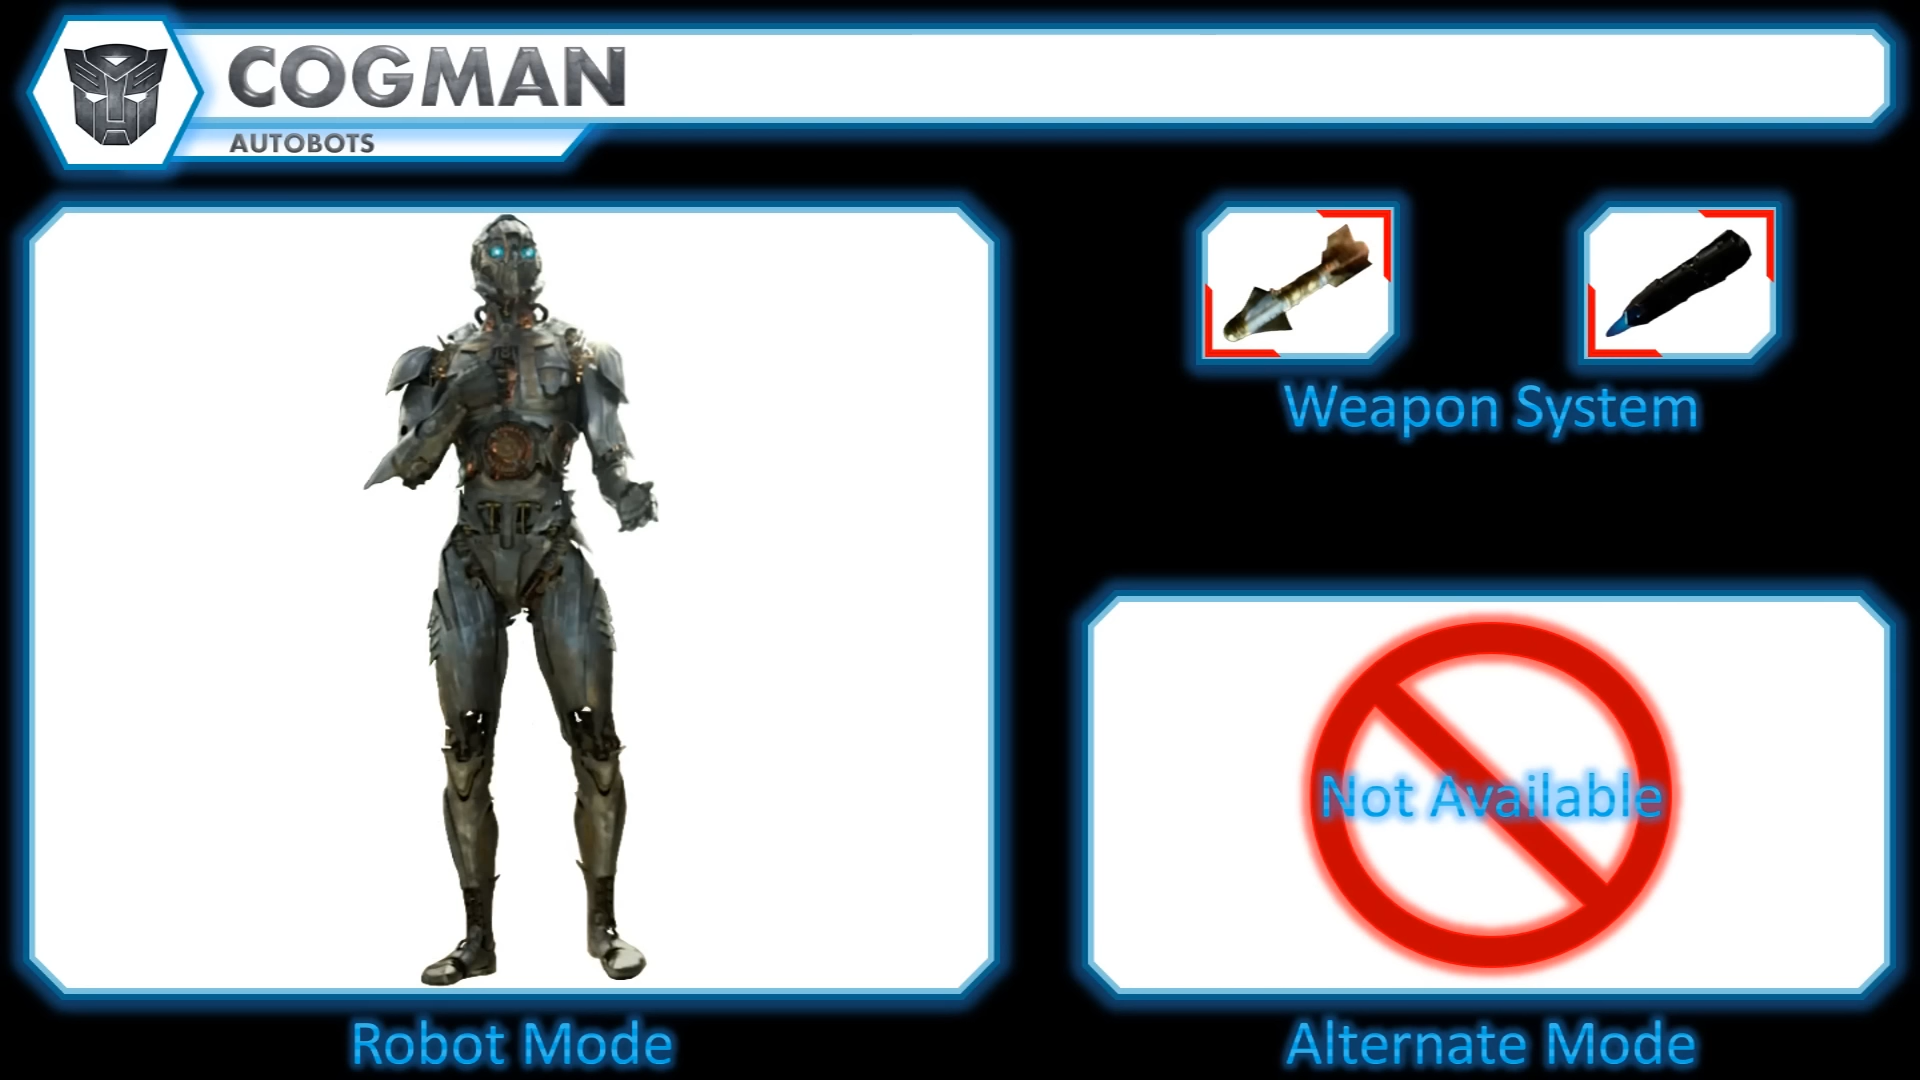 COGMAN
AUTOBOTS
Weapon System
Not Available
Robot Mode
Alternate Mode